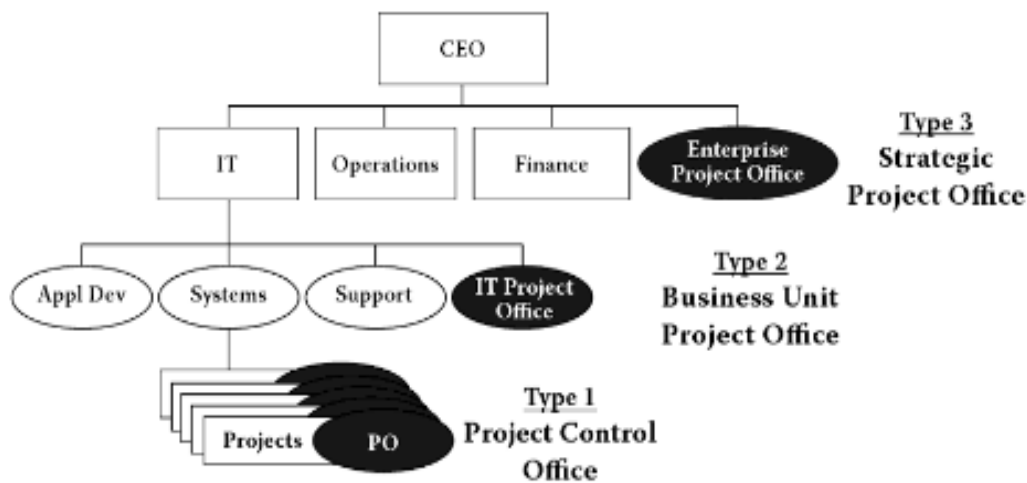 CEO
IT
Operations
Finance
Enterprise
Project Office
Type 3
Strategic
Project Office
Appl Dev
Systems
Support
IT Project
Office
Type 2
Business Unit
Project Office
Projects
PO
Type 1
Project Control
Office